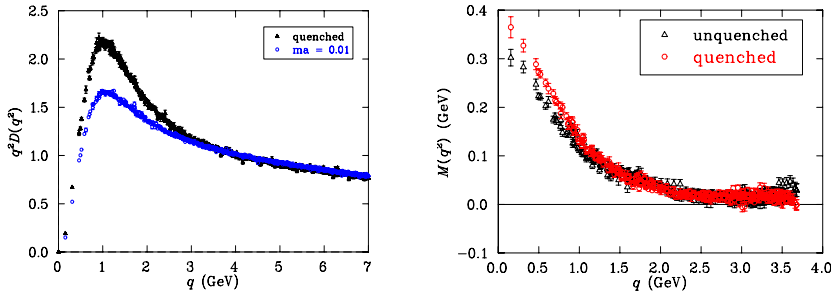 2.5
2.0
1.5
1.0
0.5
0.0
q²D(q²)
quenched
ma = 0.01
0 1 2 3 4 5 6 7
q (GeV)
0.4
0.3
0.2
0.1
0.0
−0.1
M(q²) (GeV)
unquenched
quenched
0.0 0.5 1.0 1.5 2.0 2.5 3.0 3.5 4.0
q (GeV)